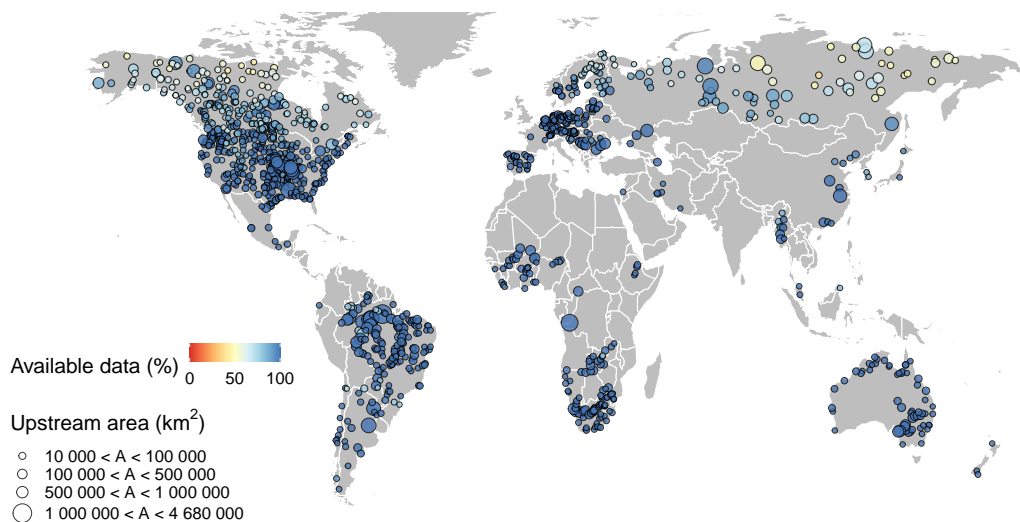 Available data (%)
0 50 100
Upstream area (km²)
10 000 < A < 100 000
100 000 < A < 500 000
500 000 < A < 1 000 000
1 000 000 < A < 4 680 000